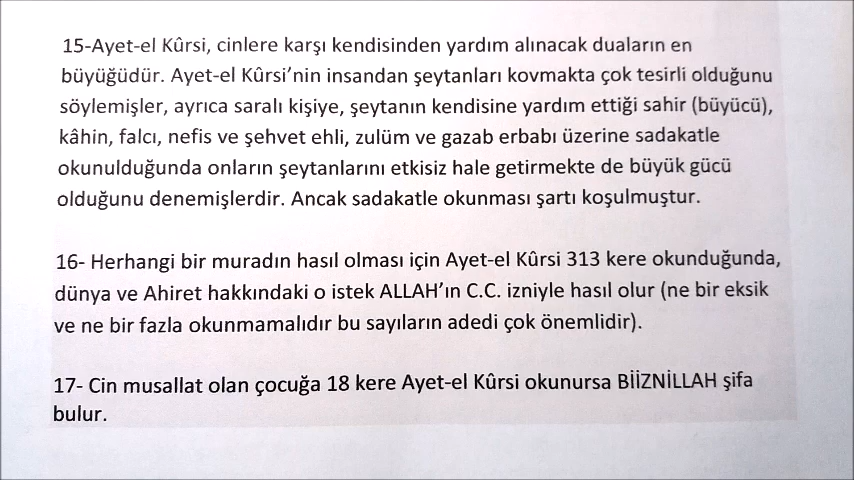 15-Ayet-el Kûrsi, cinlere karşı kendisinden yardım alınacak duaların en
büyüğüdür. Ayet-el Kûrsi’nin insandan şeytanları kovmakta çok tesirli olduğunu
söylemişler, ayrıca saralı kişiye, şeytanın kendisine yardım ettiği sahir (büyücü),
kâhin, falcı, nefis ve şehvet ehli, zulüm ve gazab erbabı üzerine sadakatle
okunulduğunda onların şeytanlarını etkisiz hale getirmekte de büyük gücü
olduğunu denemişlerdir. Ancak sadakatle okunması şartı koşulmuştur.
16- Herhangi bir muradın hasıl olması için Ayet-el Kûrsi 313 kere okunduğunda,
dünya ve Ahiret hakkındaki o istek ALLAH’ın C.C. izniyle hasıl olur (ne bir eksik
ve ne bir fazla okunmamalıdır bu sayıların adedi çok önemlidir).
17- Cin musallat olan çocuğa 18 kere Ayet-el Kûrsi okunursa BİİZNİLLAH şifa
bulur.